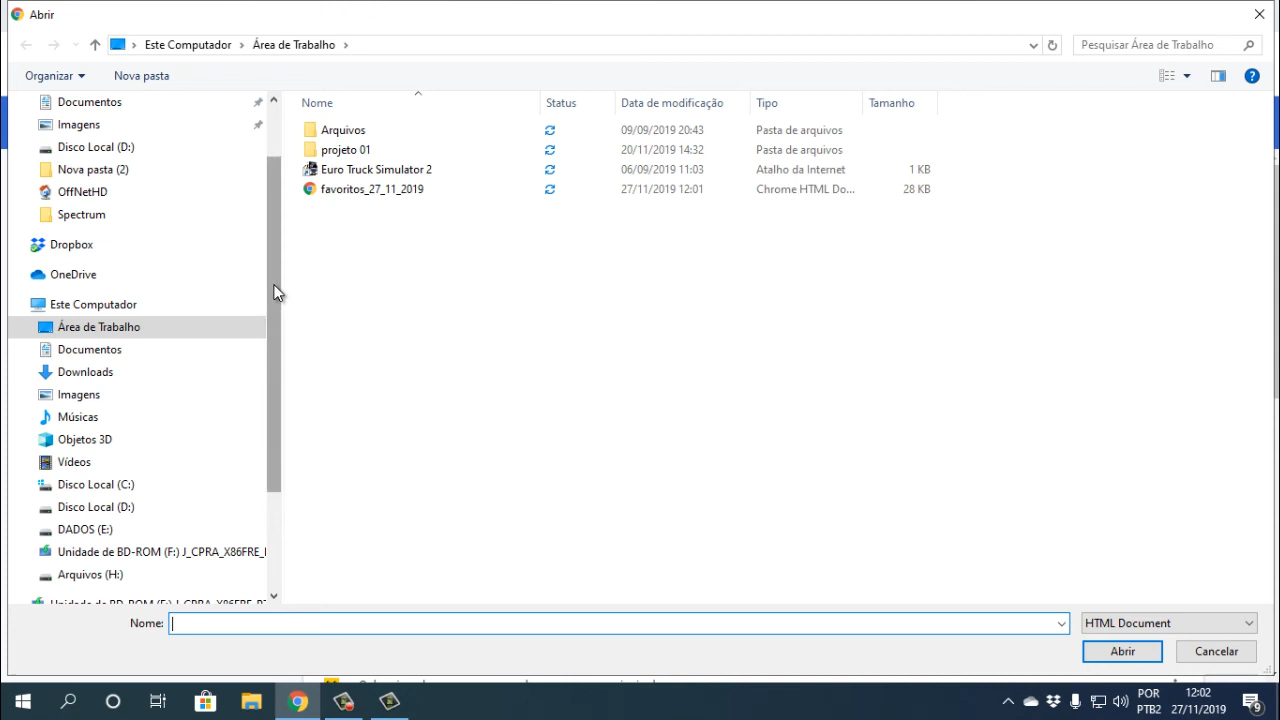 Abrir
Este Computador > Área de Trabalho >
Pesquisar Área de Trabalho
Organizar
Nova pasta
Documentos
Imagens
Disco Local (D:)
Nova pasta (2)
OffNetHD
Spectrum
Dropbox
OneDrive
Este Computador
Área de Trabalho
Documentos
Downloads
Imagens
Músicas
Objetos 3D
Vídeos
Disco Local (C:)
Disco Local (D:)
DADOS (E:)
Unidade de BD-ROM (F:) J_CPRA_X86FRE_
Arquivos (H:)
Nome Status Data de modificação Tipo Tamanho
Arquivos 09/09/2019 20:43 Pasta de arquivos
projeto 01 20/11/2019 14:32 Pasta de arquivos
Euro Truck Simulator 2 06/09/2019 11:03 Atalho da Internet 1 KB
favoritos_27_11_2019 27/11/2019 12:01 Chrome HTML Do... 28 KB
Nome:
HTML Document
Abrir
Cancelar
POR
PTB2
12:02
27/11/2019
9